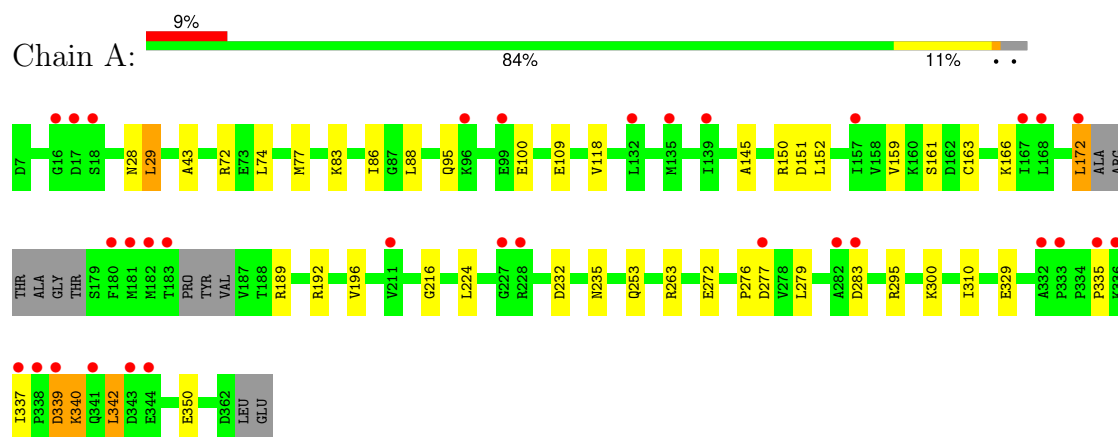 9%
Chain A:
84% 11% • •
D7 G16 D17 S18 N28 L29 A43 R72 E73 L74 M77 K83 I86 G87 L88 Q95 K96 E99 E100 E109 V118 L132 M135 I139 A145 R150 D151 L152 I157 V158 V159 K160 S161 D162 C163 K166 I167 L168 L172 ALA ARG
THR ALA GLY THR S179 F180 M181 M182 T183 PRO TYR VAL V187 T188 R189 R192 V196 V211 G216 L224 G227 R228 D232 N235 Q253 R263 E272 P276 D277 V278 L279 A282 D283 R295 K300 I310 E329 A332 P333 P334 P335 K336
I337 P338 D339 K340 Q341 L342 D343 E344 E350 D362 LEU GLU